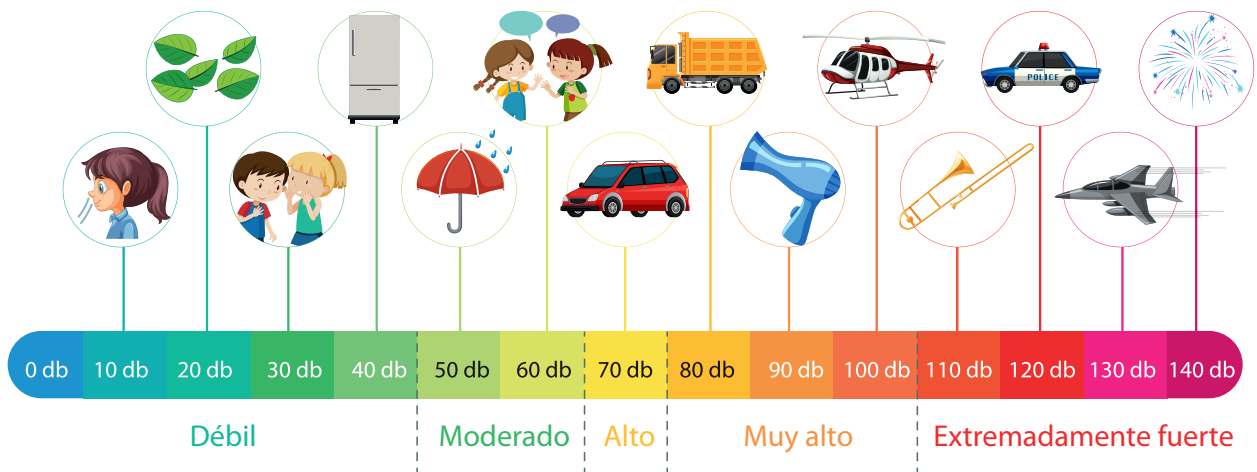 POLICE
0 db 10 db 20 db 30 db 40 db 50 db 60 db 70 db 80 db 90 db 100 db 110 db 120 db 130 db 140 db
Débil Moderado Alto Muy alto Extremadamente fuerte